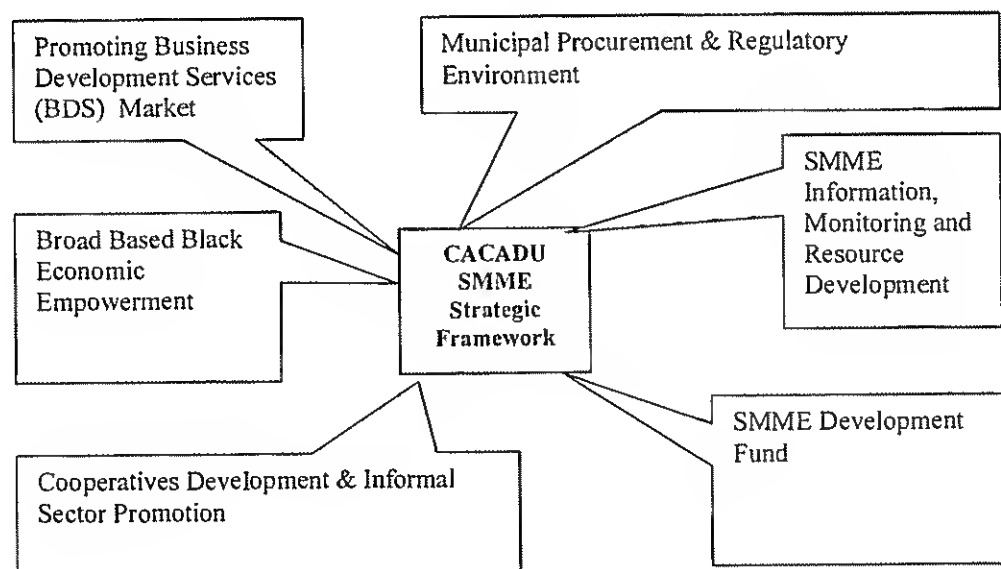 Promoting Business
Development Services
(BDS) Market
Municipal Procurement & Regulatory
Environment
SMME
Information,
Monitoring and
Resource
Development
Broad Based Black
Economic
Empowerment
CACADU
SMME
Strategic
Framework
SMME Development
Fund
Cooperatives Development & Informal
Sector Promotion